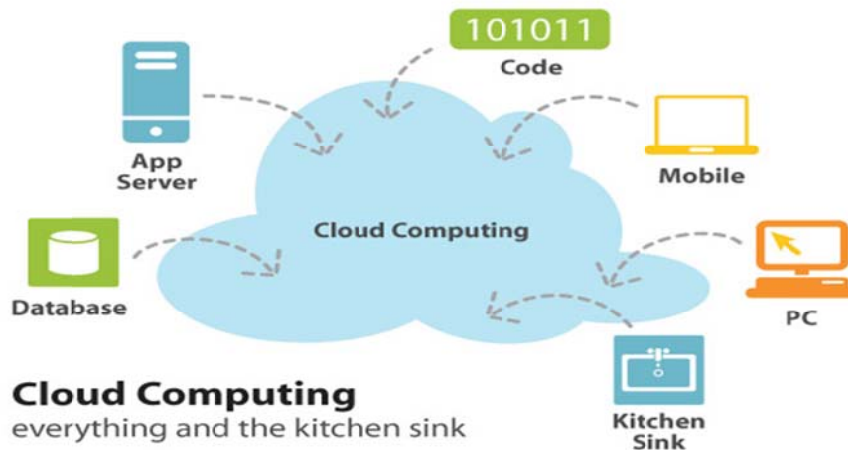 101011
Code
App
Server
Mobile
Cloud Computing
Database
PC
Kitchen
Sink
Cloud Computing
everything and the kitchen sink